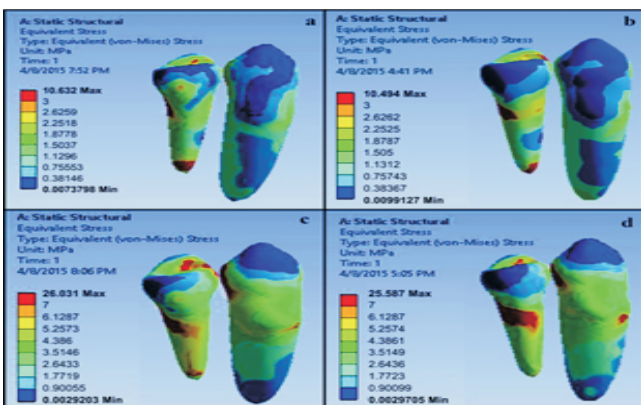 A: Static Structural
a
Equivalent Stress
Type: Equivalent (von-Mises) Stress
Unit: MPa
Time: 1
4/8/2015 7:52 PM
10.632 Max
3
2.6259
2.2518
1.8778
1.5037
1.1296
0.75553
0.38146
0.0073798 Min
A: Static Structural
b
Equivalent Stress
Type: Equivalent (von-Mises) Stress
Unit: MPa
Time: 1
4/8/2015 4:41 PM
10.494 Max
3
2.6262
2.2525
1.8787
1.505
1.1312
0.75743
0.38367
0.0099127 Min
A: Static Structural
c
Equivalent Stress
Type: Equivalent (von-Mises) Stress
Unit: MPa
Time: 1
4/8/2015 8:06 PM
26.031 Max
7
6.1287
5.2573
4.386
3.5146
2.6433
1.7719
0.90055
0.0029203 Min
A: Static Structural
d
Equivalent Stress
Type: Equivalent (von-Mises) Stress
Unit: MPa
Time: 1
4/8/2015 5:05 PM
25.587 Max
7
6.1287
5.2574
4.3861
3.5149
2.6436
1.7723
0.90099
0.0029705 Min